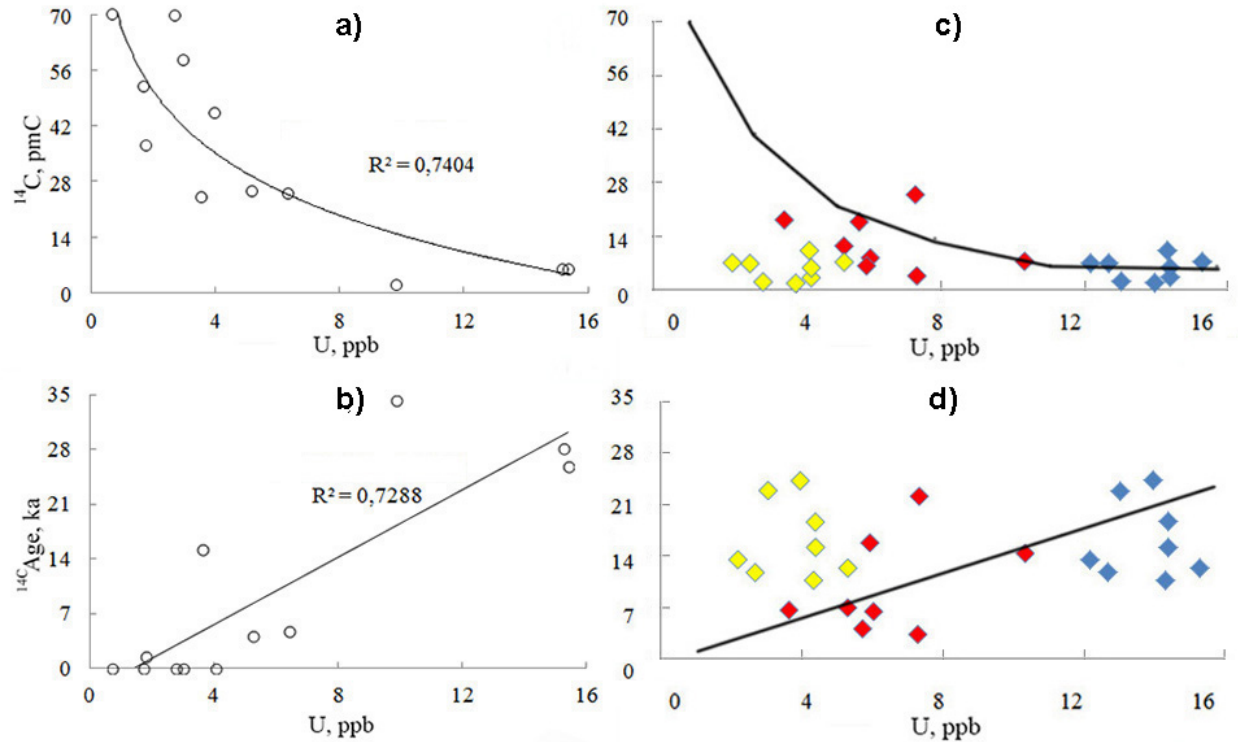 a)
70
56
42
28
14
0
14C, pmC
R² = 0,7404
0 4 8 12 16
U, ppb
c)
70
56
42
28
14
0
0 4 8 12 16
U, ppb
b)
35
28
21
14
7
0
14C Age, ka
R² = 0,7288
0 4 8 12 16
U, ppb
d)
35
28
21
14
7
0
0 4 8 12 16
U, ppb